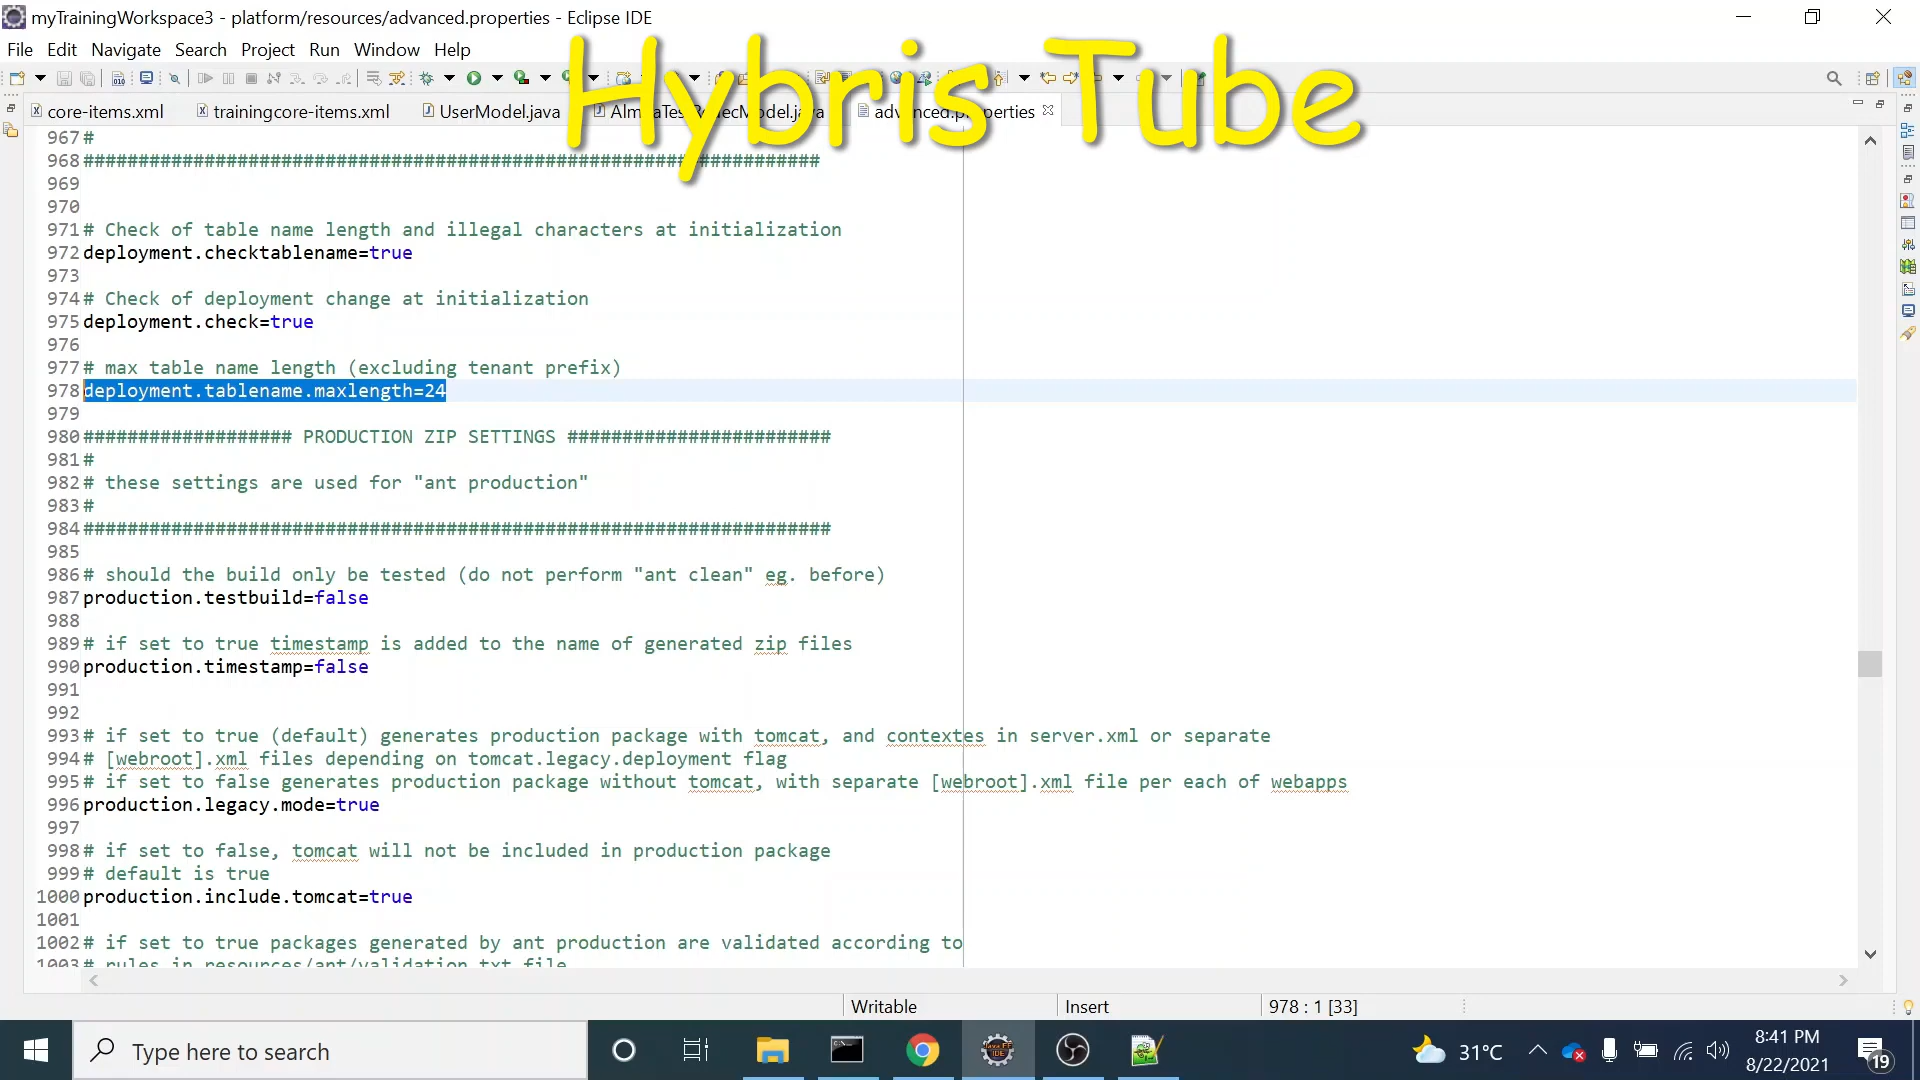 myTrainingWorkspace3 - platform/resources/advanced.properties - Eclipse IDE
File Edit Navigate Search Project Run Window Help
Hybris Tube
core-items.xml trainingcore-items.xml UserModel.java advanced.properties
967 #
968 ###################################################################
969
970
971 # Check of table name length and illegal characters at initialization
972 deployment.checktablename=true
973
974 # Check of deployment change at initialization
975 deployment.check=true
976
977 # max table name length (excluding tenant prefix)
978 deployment.tablename.maxlength=24
979
980 ################### PRODUCTION ZIP SETTINGS ########################
981 #
982 # these settings are used for "ant production"
983 #
984 ####################################################################
985
986 # should the build only be tested (do not perform "ant clean" eg. before)
987 production.testbuild=false
988
989 # if set to true timestamp is added to the name of generated zip files
990 production.timestamp=false
991
992
993 # if set to true (default) generates production package with tomcat, and contextes in server.xml or separate
994 # [webroot].xml files depending on tomcat.legacy.deployment flag
995 # if set to false generates production package without tomcat, with separate [webroot].xml file per each of webapps
996 production.legacy.mode=true
997
998 # if set to false, tomcat will not be included in production package
999 # default is true
1000 production.include.tomcat=true
1001
1002 # if set to true packages generated by ant production are validated according to
1003 # rules in resources/ant/validation.txt file
Writable Insert 978 : 1 [33]
Type here to search
31°C
8:41 PM
8/22/2021
19